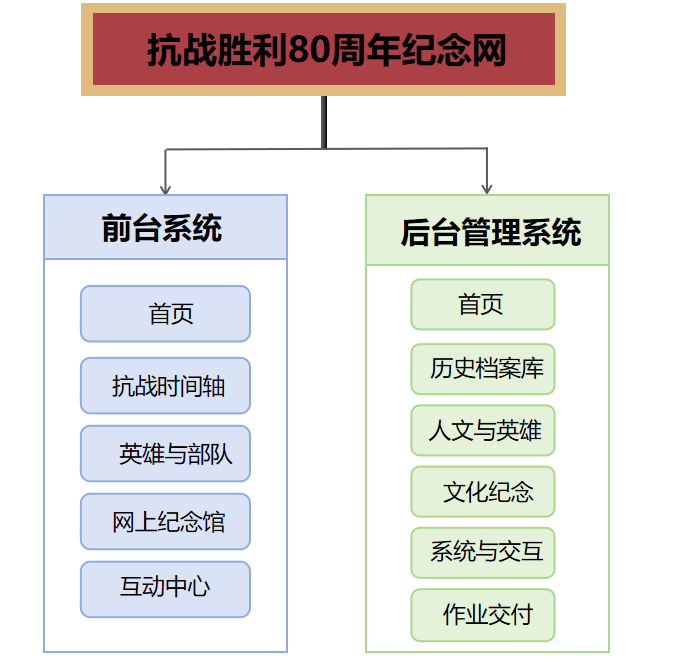 抗战胜利80周年纪念网
前台系统
首页
抗战时间轴
英雄与部队
网上纪念馆
互动中心
后台管理系统
首页
历史档案库
人文与英雄
文化纪念
系统与交互
作业交付